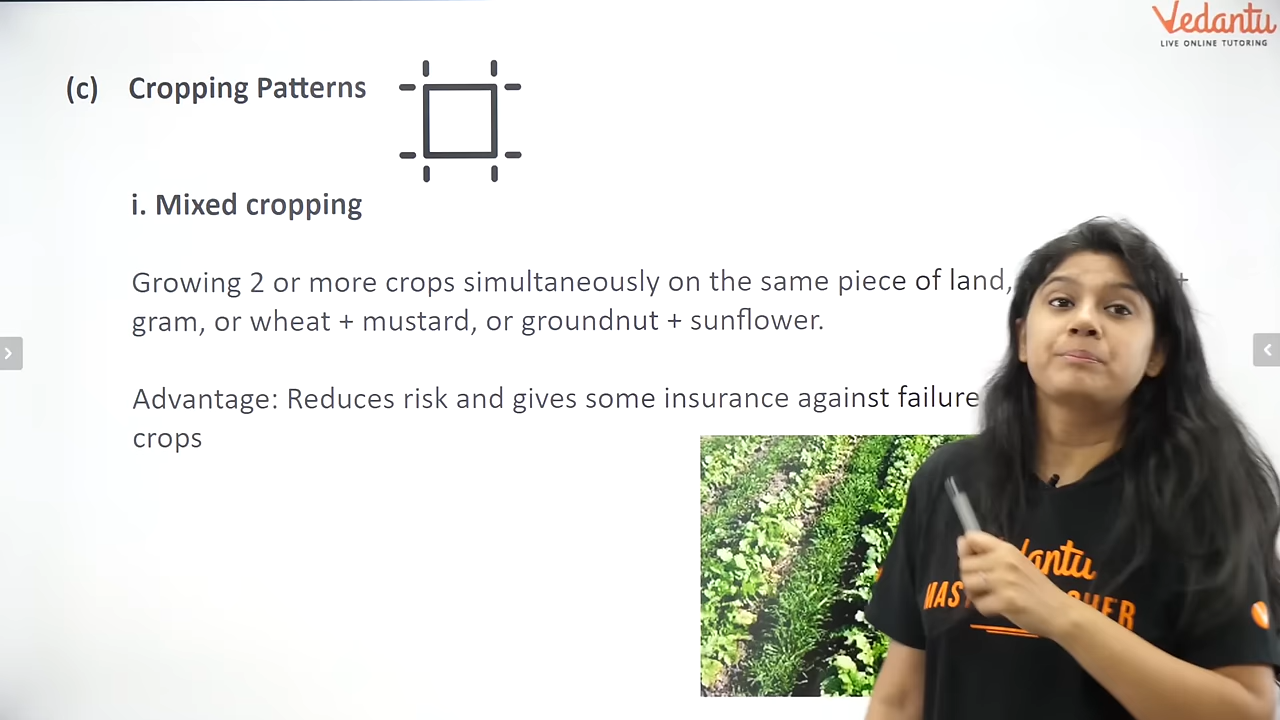 Vedantu
LIVE ONLINE TUTORING
(c) Cropping Patterns
i. Mixed cropping
Growing 2 or more crops simultaneously on the same piece of land, +
gram, or wheat + mustard, or groundnut + sunflower.
Advantage: Reduces risk and gives some insurance against failure
crops